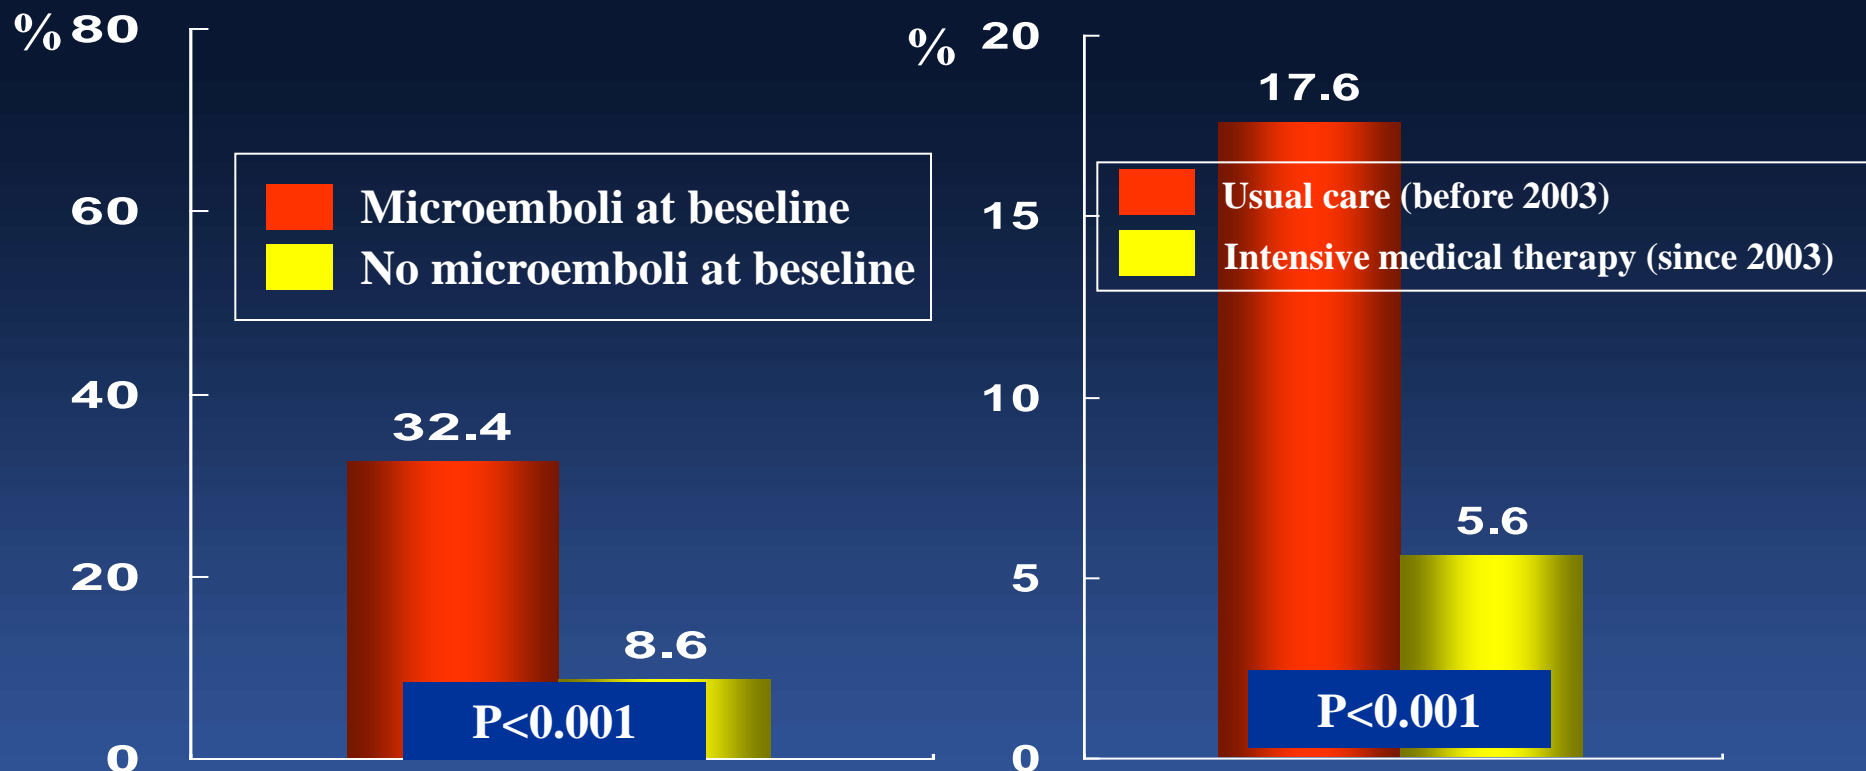 % 80
60
40
20
0
Microemboli at beseline
No microemboli at beseline
32.4
8.6
P<0.001
% 20
15
10
5
0
17.6
Usual care (before 2003)
Intensive medical therapy (since 2003)
5.6
P<0.001